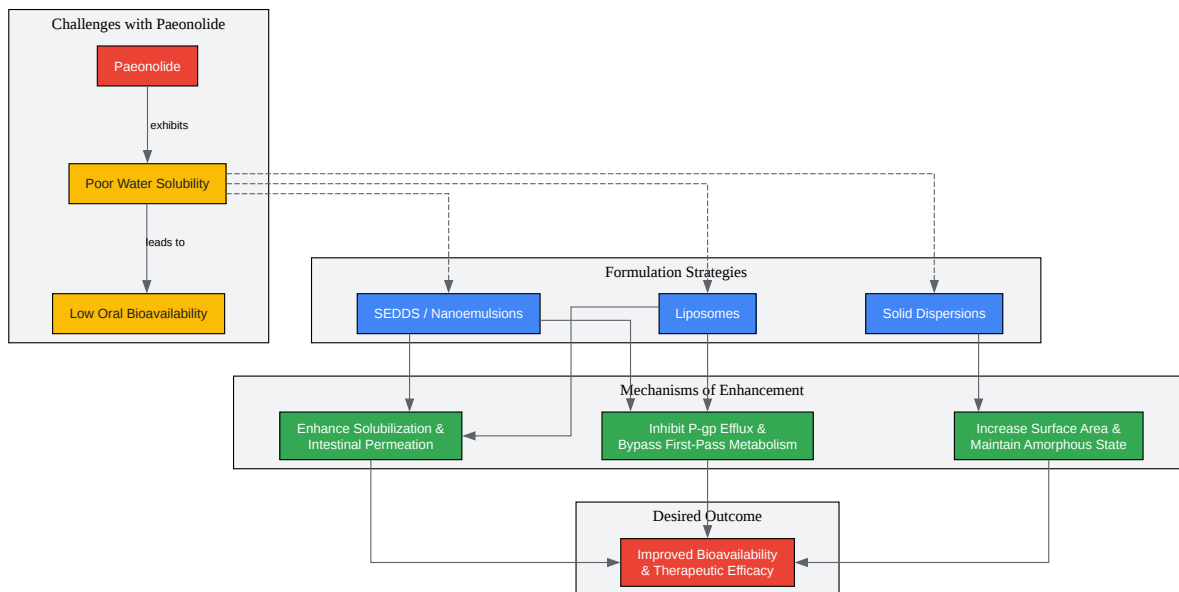 Challenges with Paeonolide
Paeonolide
exhibits
Poor Water Solubility
leads to
Low Oral Bioavailability
Formulation Strategies
SEDDS / Nanoemulsions
Liposomes
Solid Dispersions
Mechanisms of Enhancement
Enhance Solubilization &
Intestinal Permeation
Inhibit P-gp Efflux &
Bypass First-Pass Metabolism
Increase Surface Area &
Maintain Amorphous State
Desired Outcome
Improved Bioavailability
& Therapeutic Efficacy